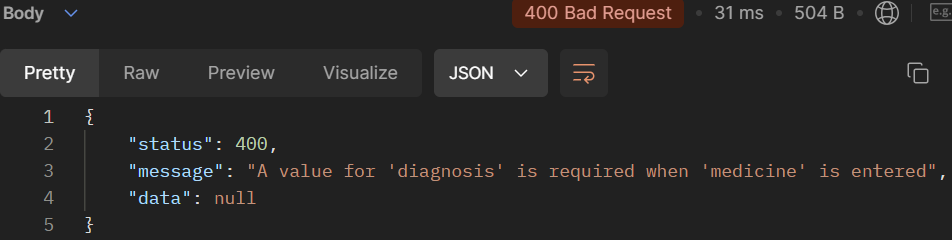 Body 400 Bad Request • 31 ms • 504 B e.g.
Pretty Raw Preview Visualize JSON
1 {
2 "status": 400,
3 "message": "A value for 'diagnosis' is required when 'medicine' is entered",
4 "data": null
5 }